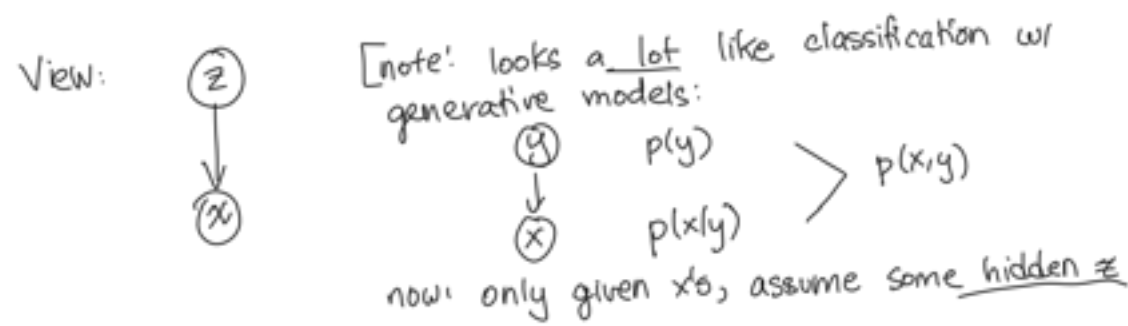 View:
z
x
[note: looks a lot like classification w/
generative models:
y p(y)
p(x,y)
x p(x|y)
now: only given x's, assume some hidden z